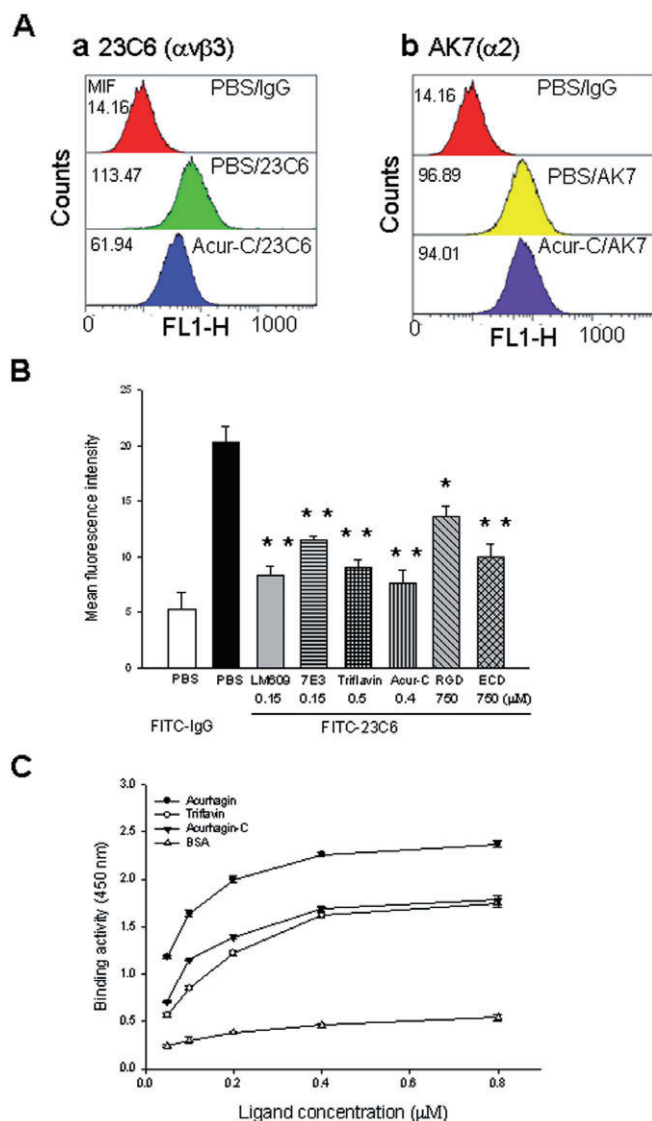 A
a 23C6 (αvβ3)
b AK7(α2)
MIF
14.16
PBS/IgG
113.47
PBS/23C6
61.94
Acur-C/23C6
Counts
0
1000
FL1-H
14.16
PBS/IgG
96.89
PBS/AK7
94.01
Acur-C/AK7
Counts
0
1000
FL1-H
B
Mean fluorescence intensity
25
20
15
10
5
0
* *
* *
* *
* *
*
* *
PBS PBS LM609 7E3 Triflavin Acur-C RGD ECD
0.15 0.15 0.5 0.4 750 750 (μM)
FITC-IgG FITC-23C6
C
Acurhagin
Triflavin
Acurhagin-C
BSA
Binding activity (450 nm)
3.0
2.5
2.0
1.5
1.0
0.5
0.0
0.0 0.2 0.4 0.6 0.8
Ligand concentration (μM)